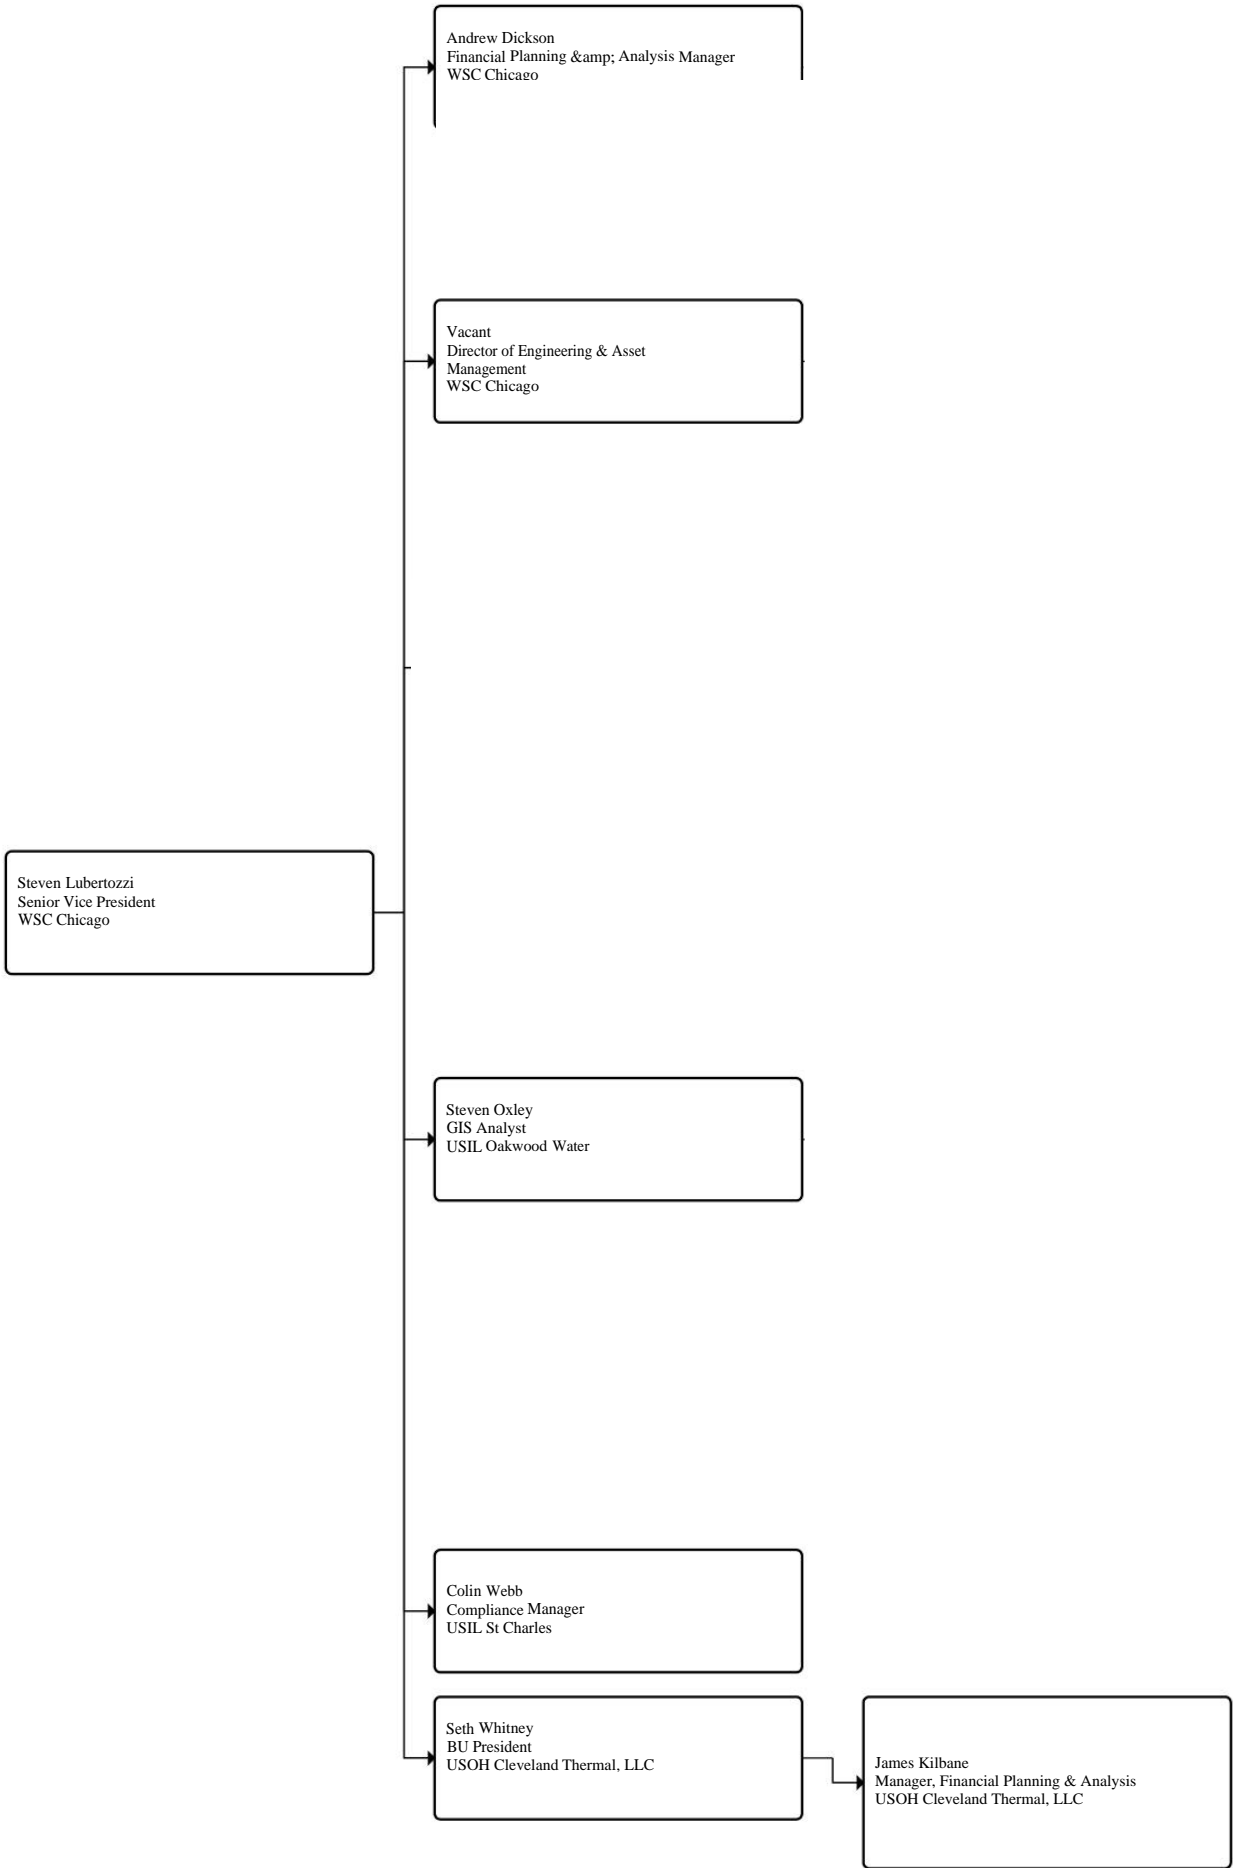 Andrew Dickson
Financial Planning &amp; Analysis Manager
WSC Chicago
Vacant
Director of Engineering & Asset
Management
WSC Chicago
Steven Lubertozzi
Senior Vice President
WSC Chicago
Steven Oxley
GIS Analyst
USIL Oakwood Water
Colin Webb
Compliance Manager
USIL St Charles
Seth Whitney
BU President
USOH Cleveland Thermal, LLC
James Kilbane
Manager, Financial Planning & Analysis
USOH Cleveland Thermal, LLC